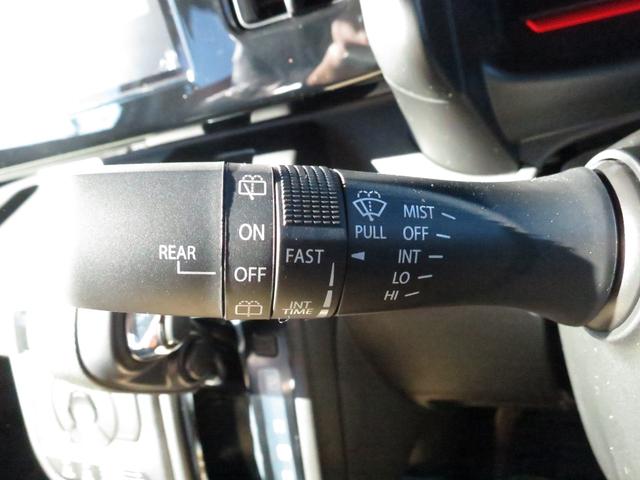 REAR
ON
OFF
FAST
INT
TIME
PULL
MIST
OFF
INT
LO
HI